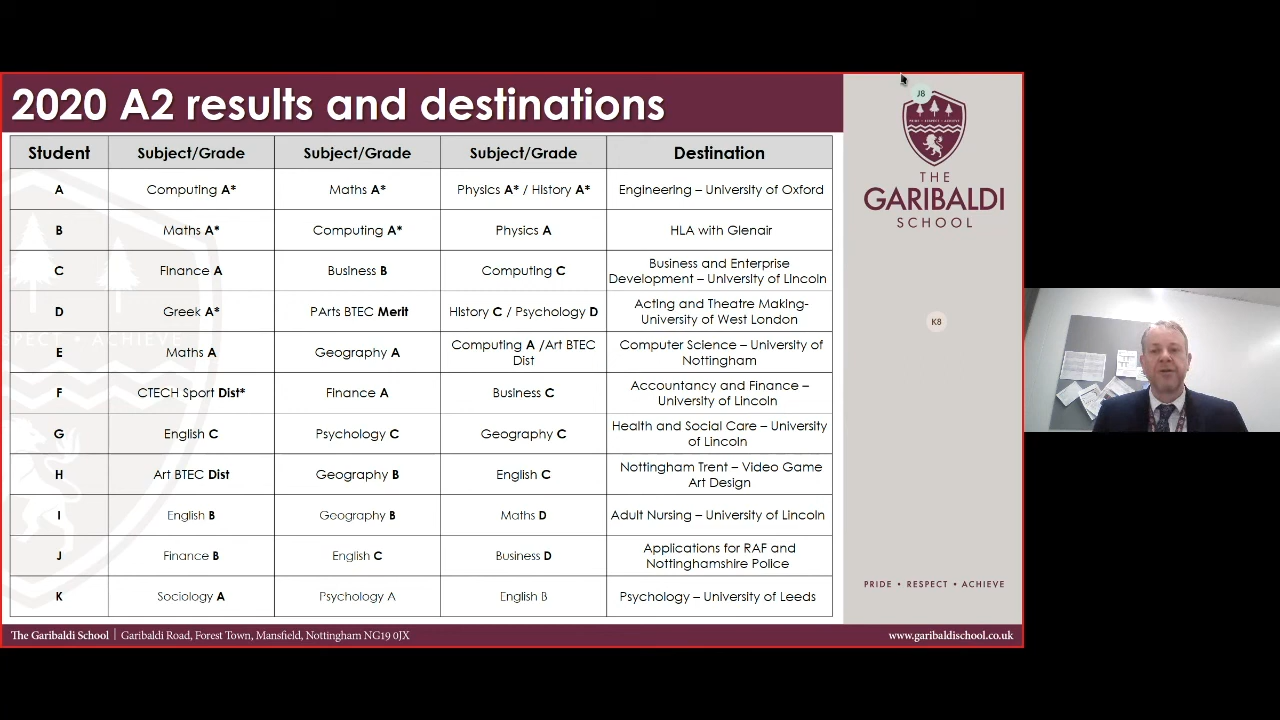 2020 A2 results and destinations
Student Subject/Grade Subject/Grade Subject/Grade Destination
A Computing A* Maths A* Physics A* / History A* Engineering – University of Oxford
B Maths A* Computing A* Physics A HLA with Glenair
C Finance A Business B Computing C Business and Enterprise
Development – University of Lincoln
D Greek A* PArts BTEC Merit History C / Psychology D Acting and Theatre Making-
University of West London
E Maths A Geography A Computing A /Art BTEC
Dist
Computer Science – University of
Nottingham
F CTECH Sport Dist* Finance A Business C Accountancy and Finance –
University of Lincoln
G English C Psychology C Geography C Health and Social Care – University
of Lincoln
H Art BTEC Dist Geography B English C Nottingham Trent – Video Game
Art Design
I English B Geography B Maths D Adult Nursing – University of Lincoln
J Finance B English C Business D Applications for RAF and
Nottinghamshire Police
K Sociology A Psychology A English B Psychology – University of Leeds
J8
PRIDE • RESPECT • ACHIEVE
THE
GARIBALDI
SCHOOL
K8
PRIDE • RESPECT • ACHIEVE
The Garibaldi School | Garibaldi Road, Forest Town, Mansfield, Nottingham NG19 0JX
www.garibaldischool.co.uk